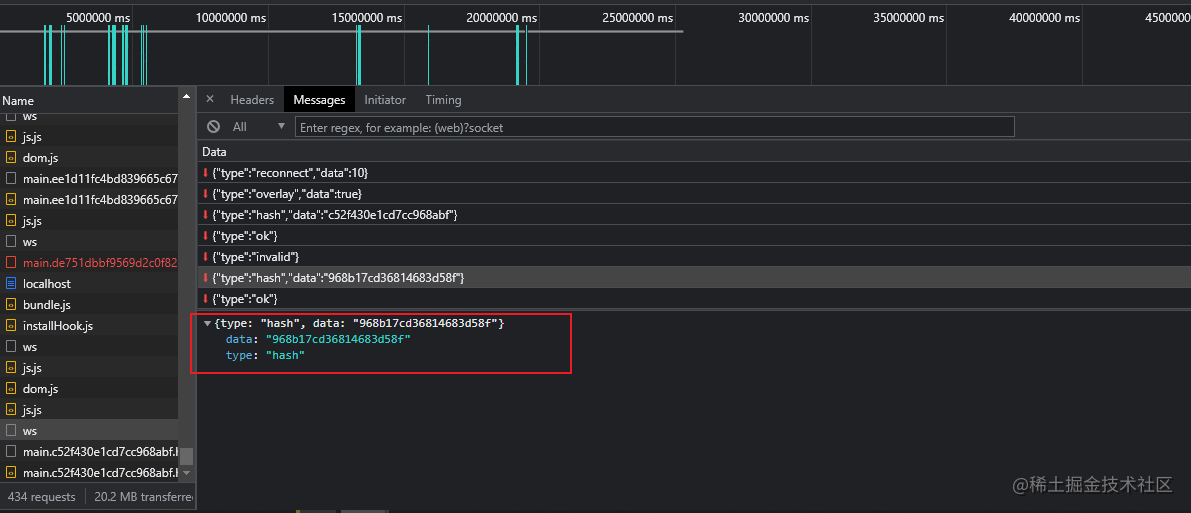 5000000 ms 10000000 ms 15000000 ms 20000000 ms 25000000 ms 30000000 ms 35000000 ms 40000000 ms 45000000
Name
ws
js.js
dom.js
main.ee1d11fc4bd839665c67
main.ee1d11fc4bd839665c67
js.js
ws
main.de751dbbf9569d2c0f82
localhost
bundle.js
installHook.js
ws
js.js
dom.js
js.js
ws
main.c52f430e1cd7cc968abf.
main.c52f430e1cd7cc968abf.
434 requests 20.2 MB transferre
× Headers Messages Initiator Timing
All Enter regex, for example: (web)?socket
Data
{"type":"reconnect","data":10}
{"type":"overlay","data":true}
{"type":"hash","data":"c52f430e1cd7cc968abf"}
{"type":"ok"}
{"type":"invalid"}
{"type":"hash","data":"968b17cd36814683d58f"}
{"type":"ok"}
{type: "hash", data: "968b17cd36814683d58f"}
data: "968b17cd36814683d58f"
type: "hash"
@稀土掘金技术社区